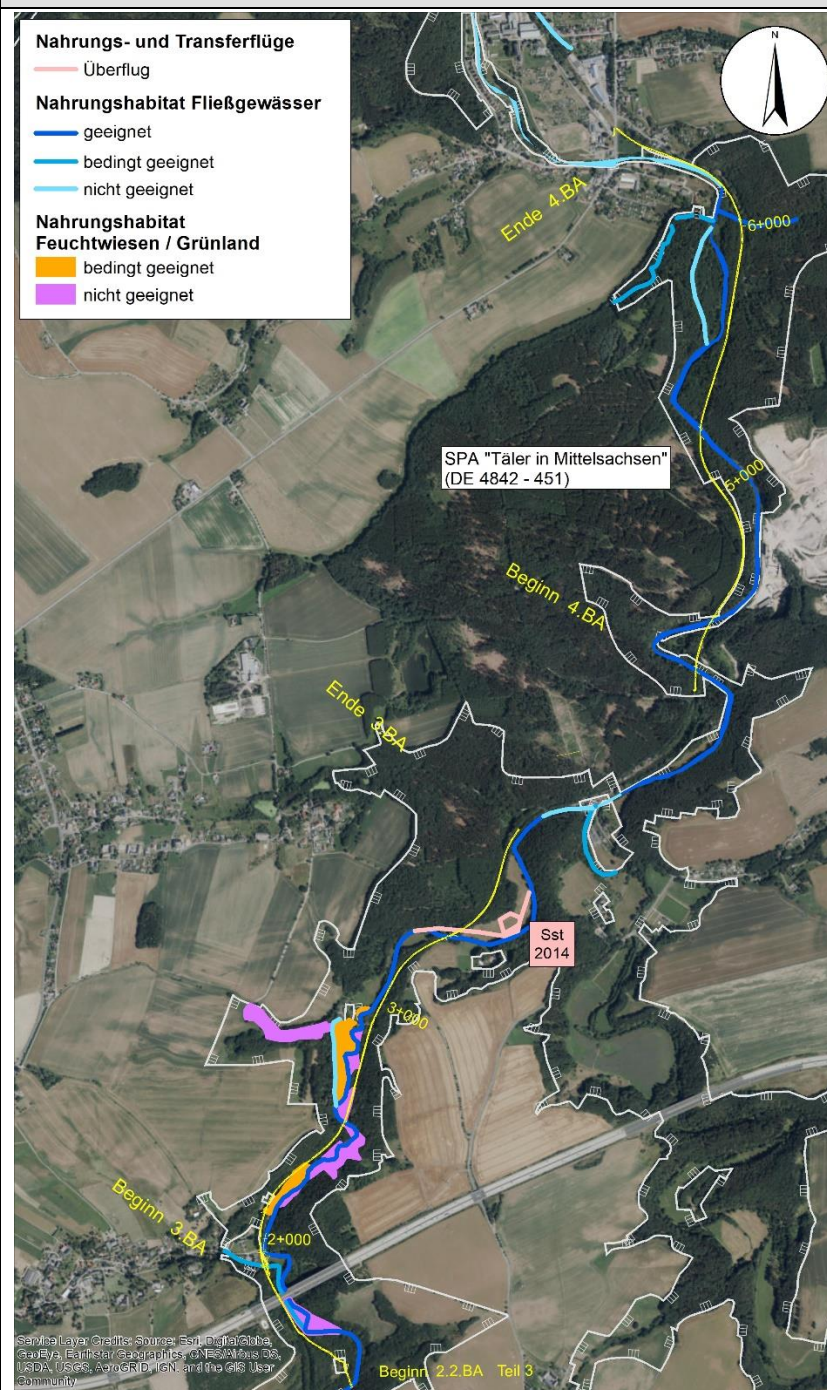 Nahrungs- und Transferflüge
Überflug
Nahrungshabitat Fließgewässer
geeignet
bedingt geeignet
nicht geeignet
Nahrungshabitat
Feuchtwiesen / Grünland
bedingt geeignet
nicht geeignet
N
Ende 4.BA
6+000
SPA "Täler in Mittelsachsen"
(DE 4842 - 451)
5+000
Beginn 4.BA
Ende 3.BA
Sst
2014
3+000
Beginn 3.BA
2+000
Service Layer Credits: Source: Esri, DigitalGlobe,
GeoEye, Earthstar Geographics, CNES/Airbus DS,
USDA, USGS, AeroGRID, IGN, and the GIS User
Community
Beginn 2.2.BA Teil 3